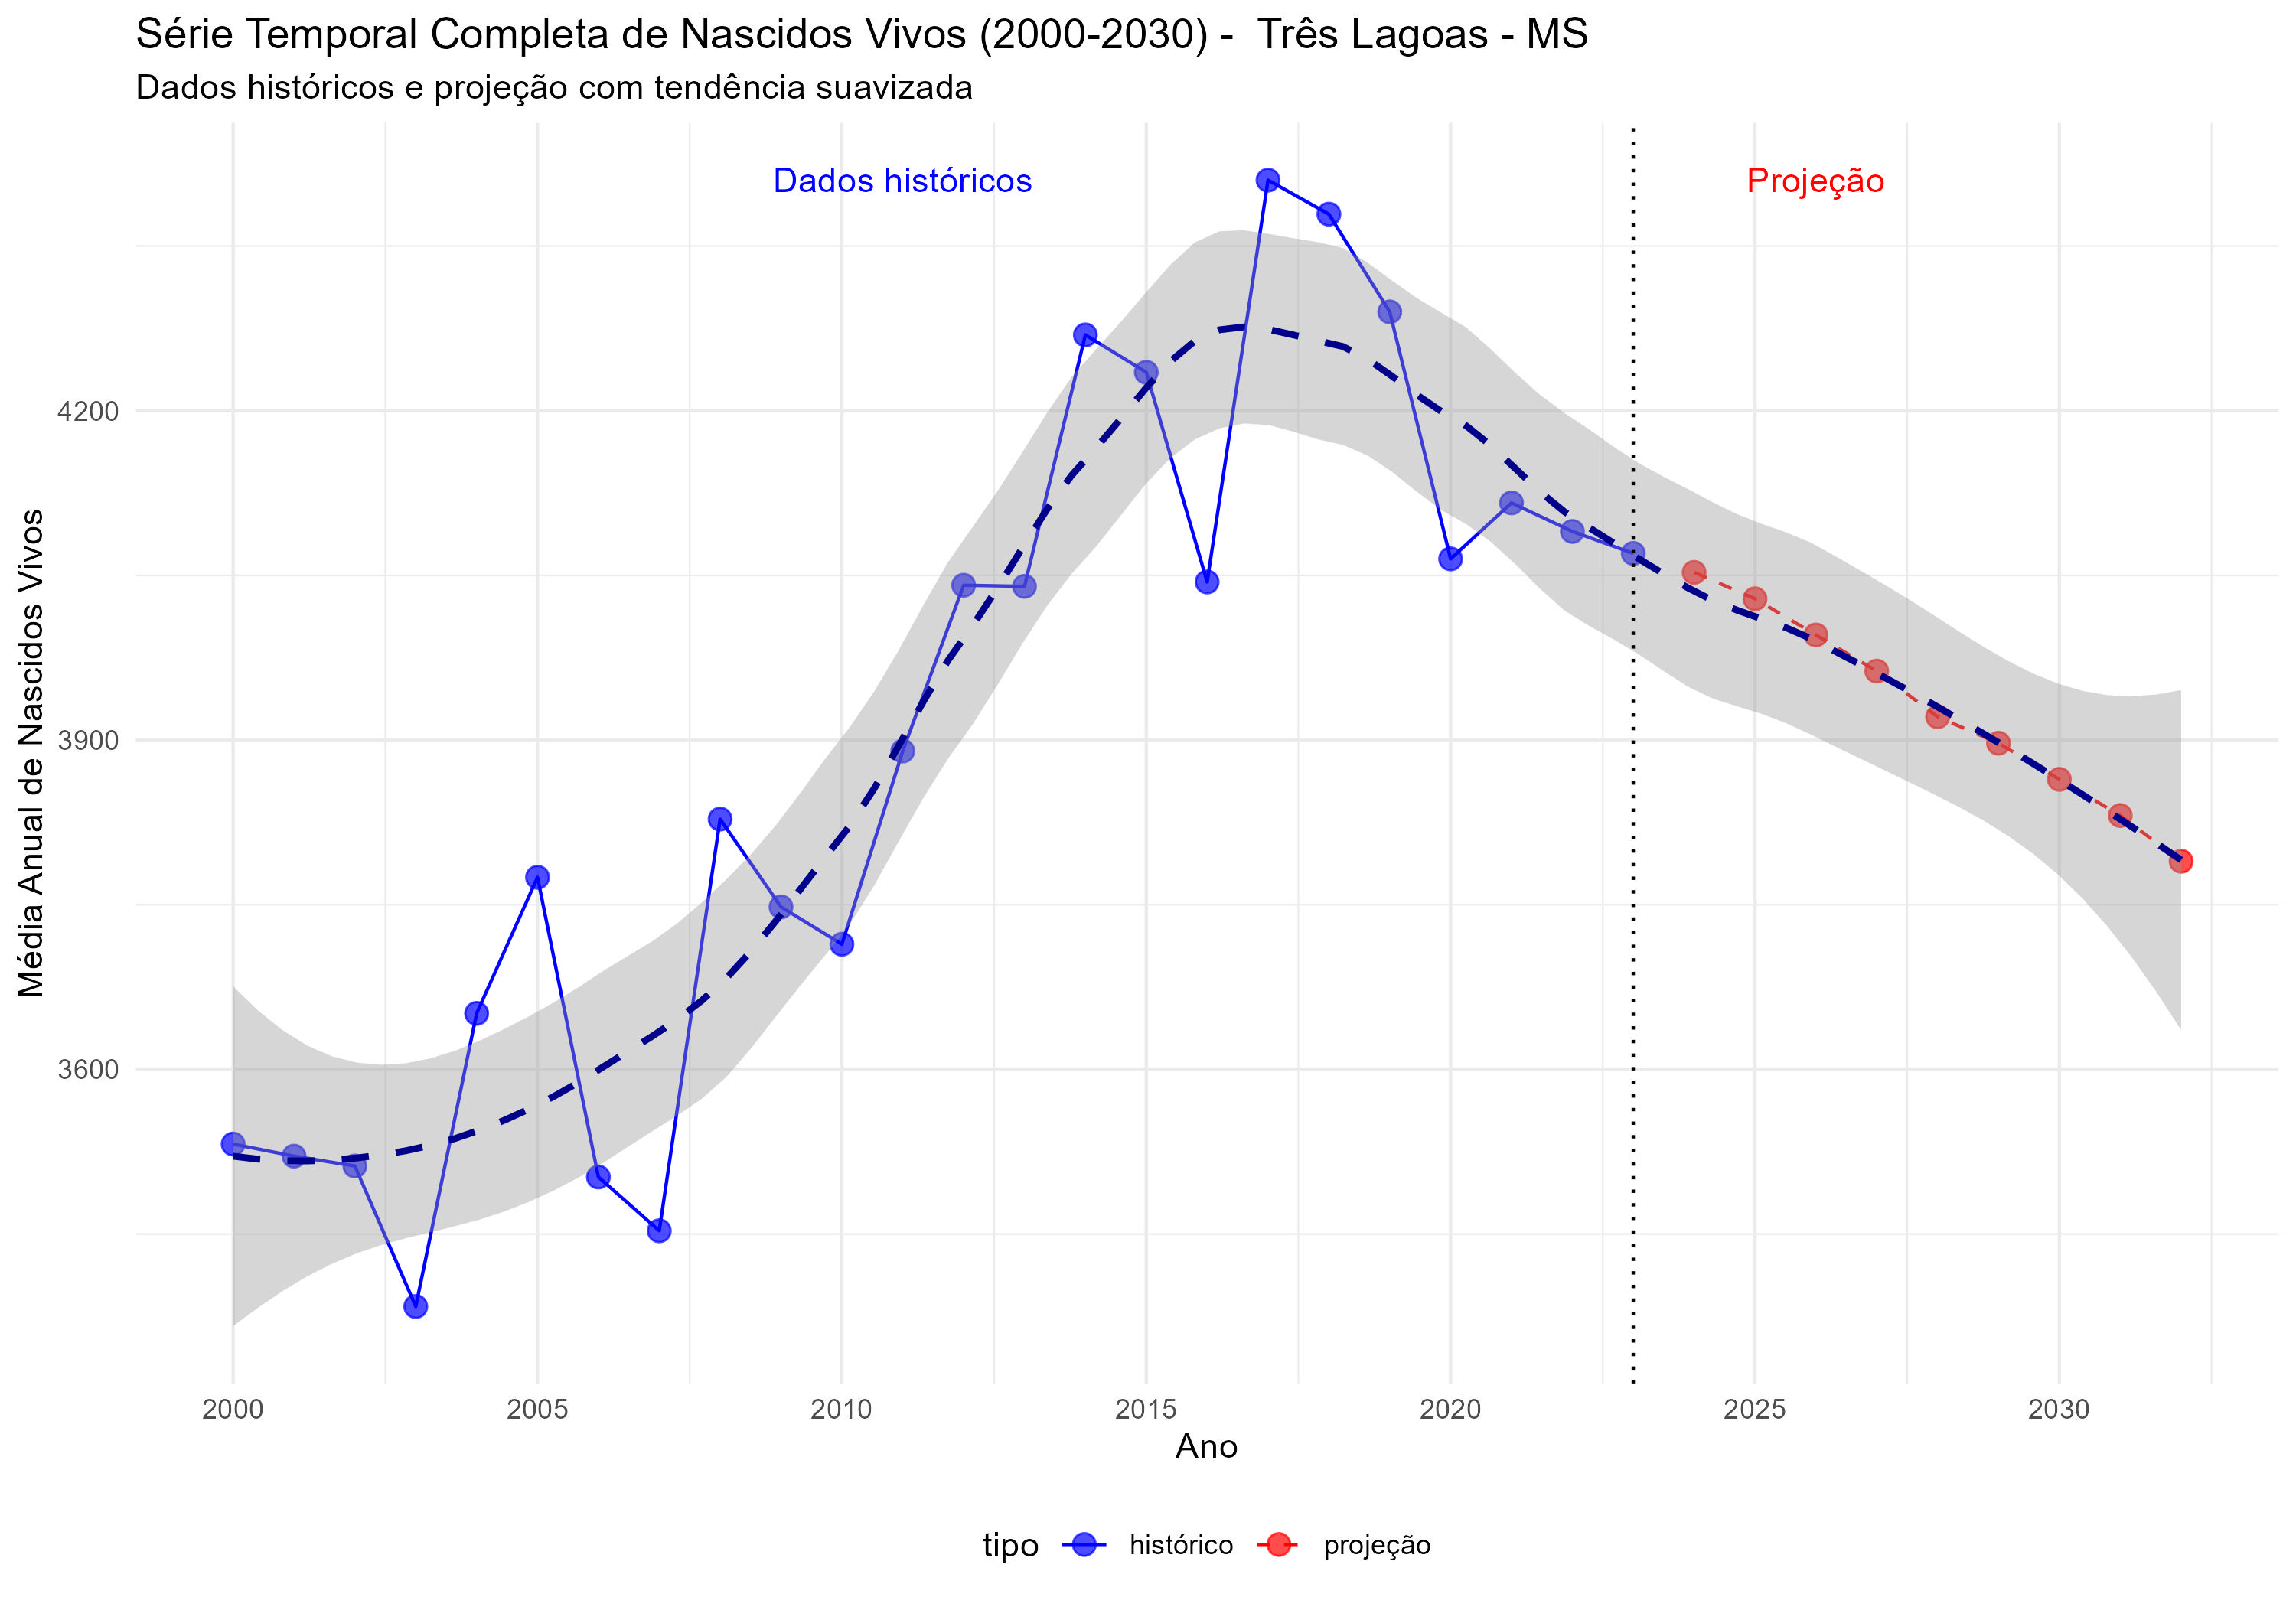 Série Temporal Completa de Nascidos Vivos (2000-2030) -  Três Lagoas - MS
Dados históricos e projeção com tendência suavizada
Dados históricos
Projeção
Média Anual de Nascidos Vivos
4200
3900
3600
2000 2005 2010 2015 2020 2025 2030
Ano
tipo histórico projeção